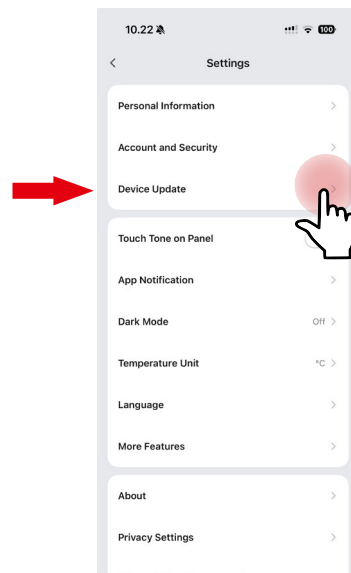 10.22
100
Settings
Personal Information
Account and Security
Device Update
Touch Tone on Panel
App Notification
Dark Mode Off
Temperature Unit °C
Language
More Features
About
Privacy Settings